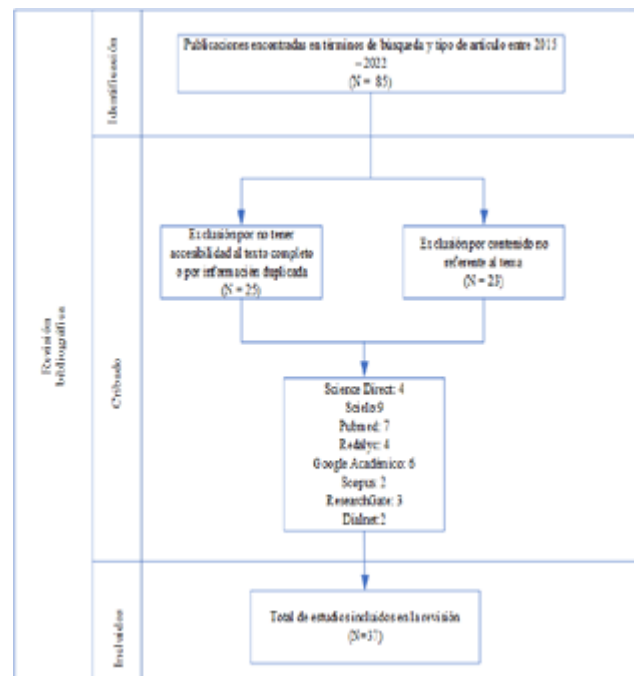 Revisión
bibliográfica
Identificación
Publicaciones encontradas en términos de búsqueda y tipo de artículo entre 2015
– 2022
(N = 85)
Cribado
Exclusión por no tener
accesibilidad al texto completo
o por información duplicada
(N = 25)
Exclusión por contenido no
referente al tema
(N = 23)
Science Direct: 4
Scielo 9
Pubmed: 7
Redalyc: 4
Google Académico: 6
Scopus: 2
ResearchGate: 3
Dialnet: 2
Incluidos
Total de estudios incluidos en la revisión
(N=37)